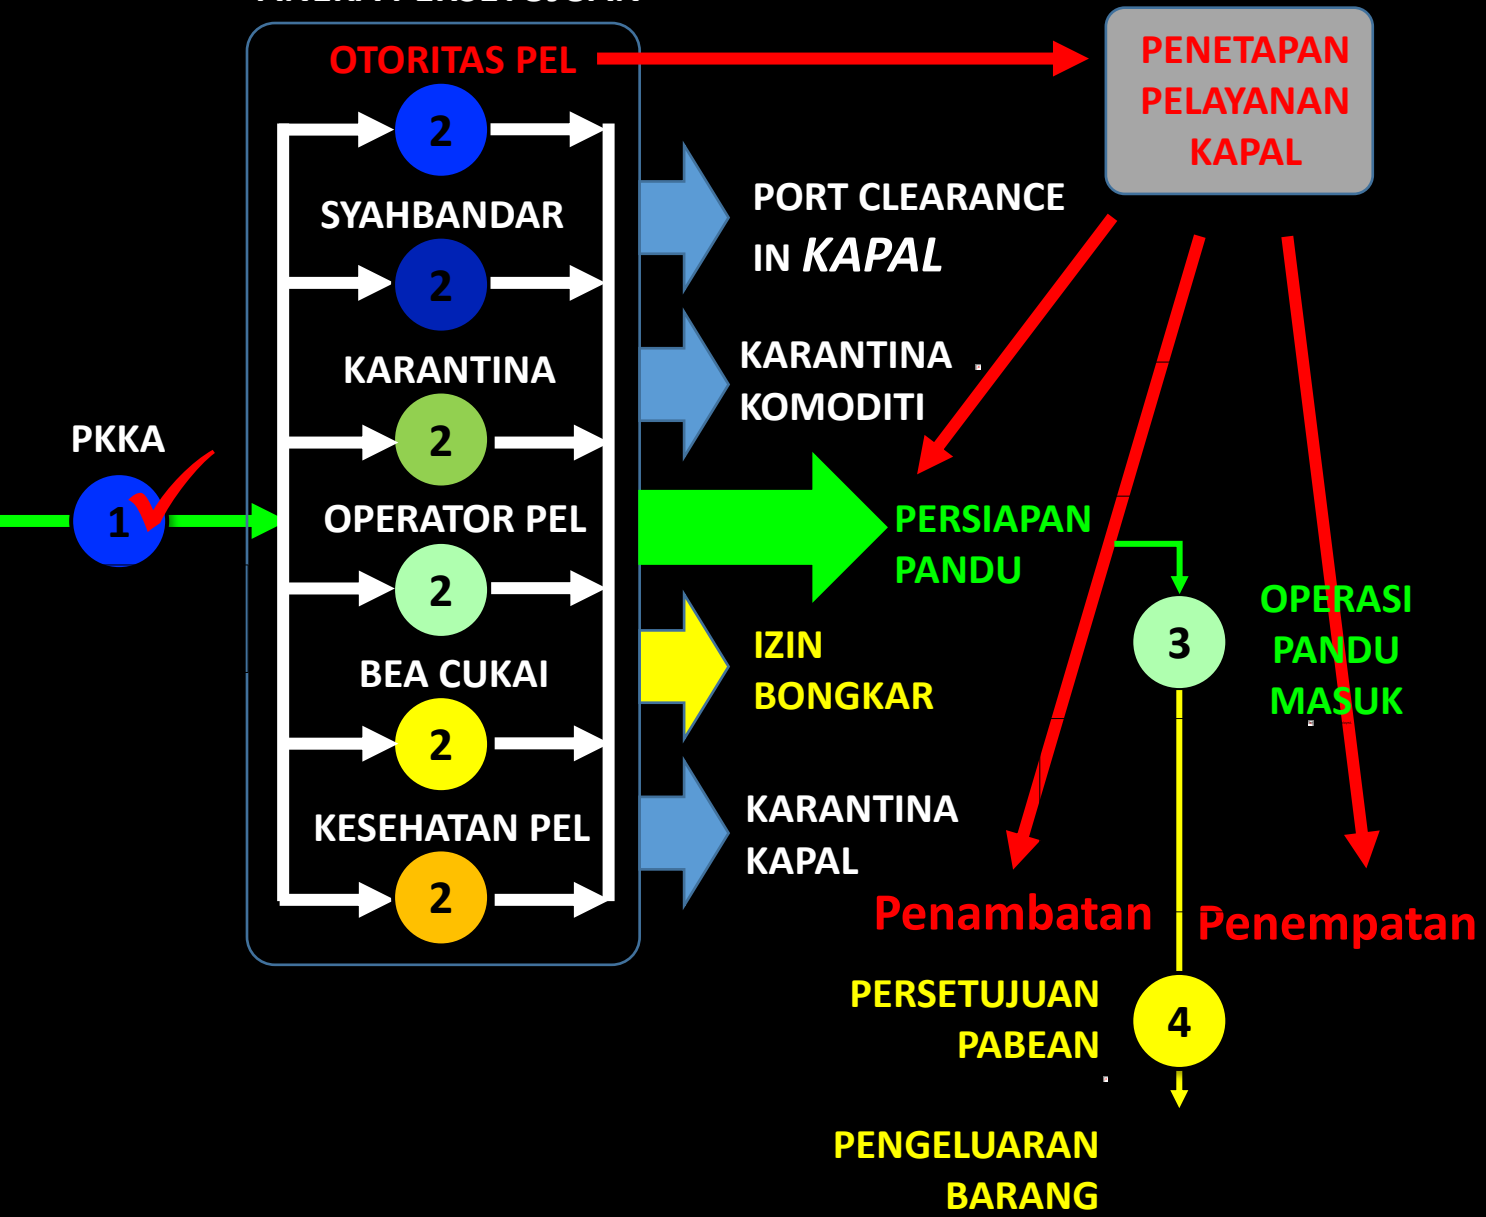 OTORITAS PEL
2
SYAHBANDAR
2
KARANTINA
2
OPERATOR PEL
2
BEA CUKAI
2
KESEHATAN PEL
2
PKKA
1
PORT CLEARANCE
IN KAPAL
KARANTINA
KOMODITI
PERSIAPAN
PANDU
IZIN
BONGKAR
KARANTINA
KAPAL
PENETAPAN
PELAYANAN
KAPAL
3
OPERASI
PANDU
MASUK
Penambatan
Penempatan
PERSETUJUAN
PABEAN
4
PENGELUARAN
BARANG